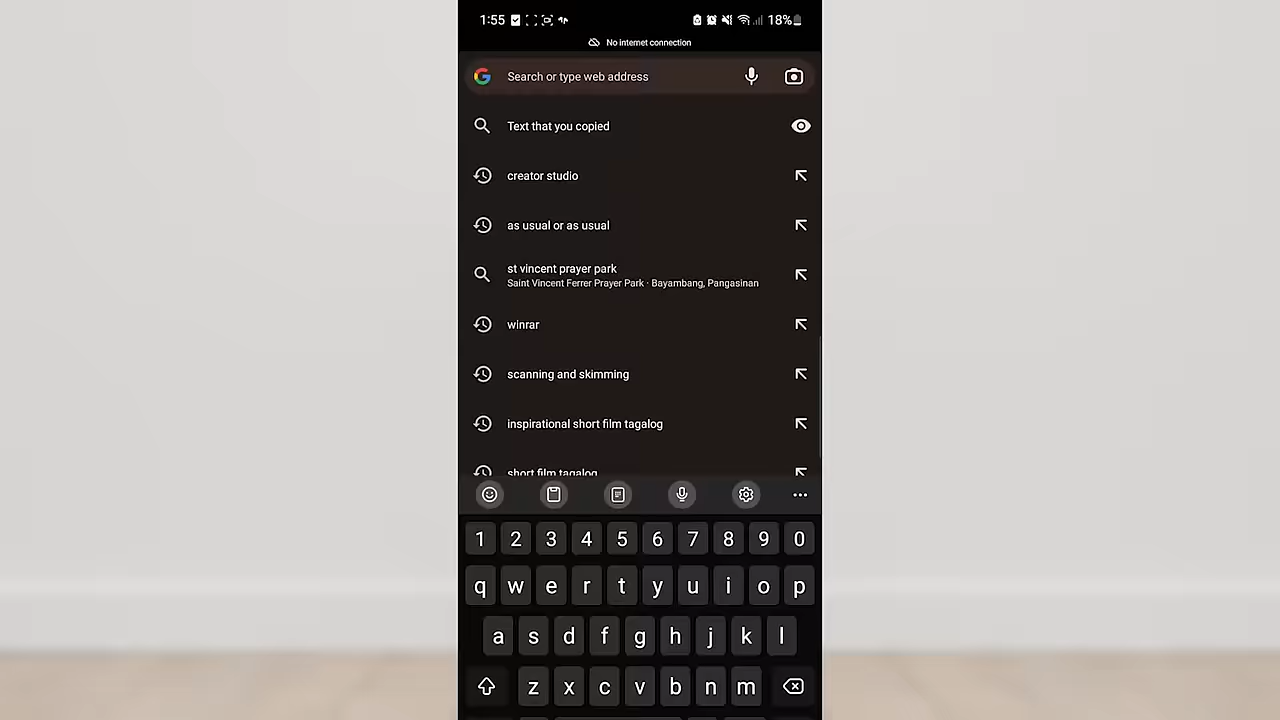 1:55
18%
No internet connection
Search or type web address
Text that you copied
creator studio
as usual or as usual
st vincent prayer park
Saint Vincent Ferrer Prayer Park · Bayambang, Pangasinan
winrar
scanning and skimming
inspirational short film tagalog
short film tagalog
1 2 3 4 5 6 7 8 9 0
q w e r t y u i o p
a s d f g h j k l
z x c v b n m